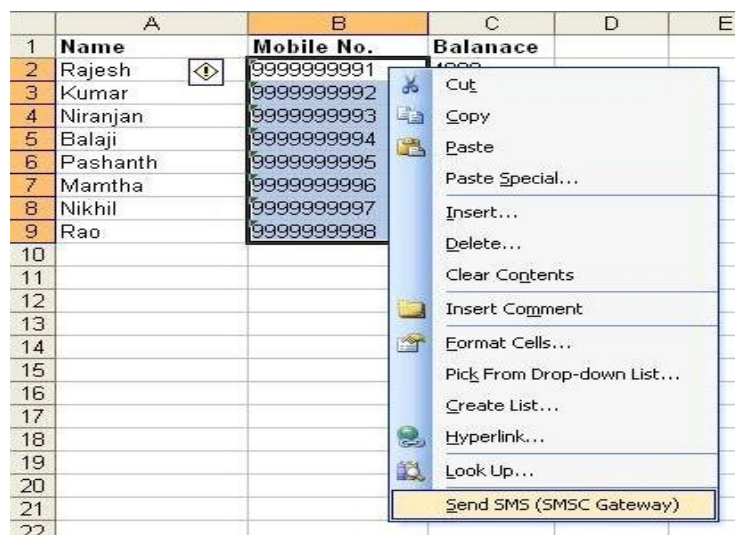 A B C D E
1 Name Mobile No. Balanace
2 Rajesh 9999999991
3 Kumar 9999999992
4 Niranjan 9999999993
5 Balaji 9999999994
6 Pashanth 9999999995
7 Mamtha 9999999996
8 Nikhil 9999999997
9 Rao 9999999998
10
11
12
13
14
15
16
17
18
19
20
21
22
Cut
Copy
Paste
Paste Special...
Insert...
Delete...
Clear Contents
Insert Comment
Format Cells...
Pick From Drop-down List...
Create List...
Hyperlink...
Look Up...
Send SMS (SMSC Gateway)